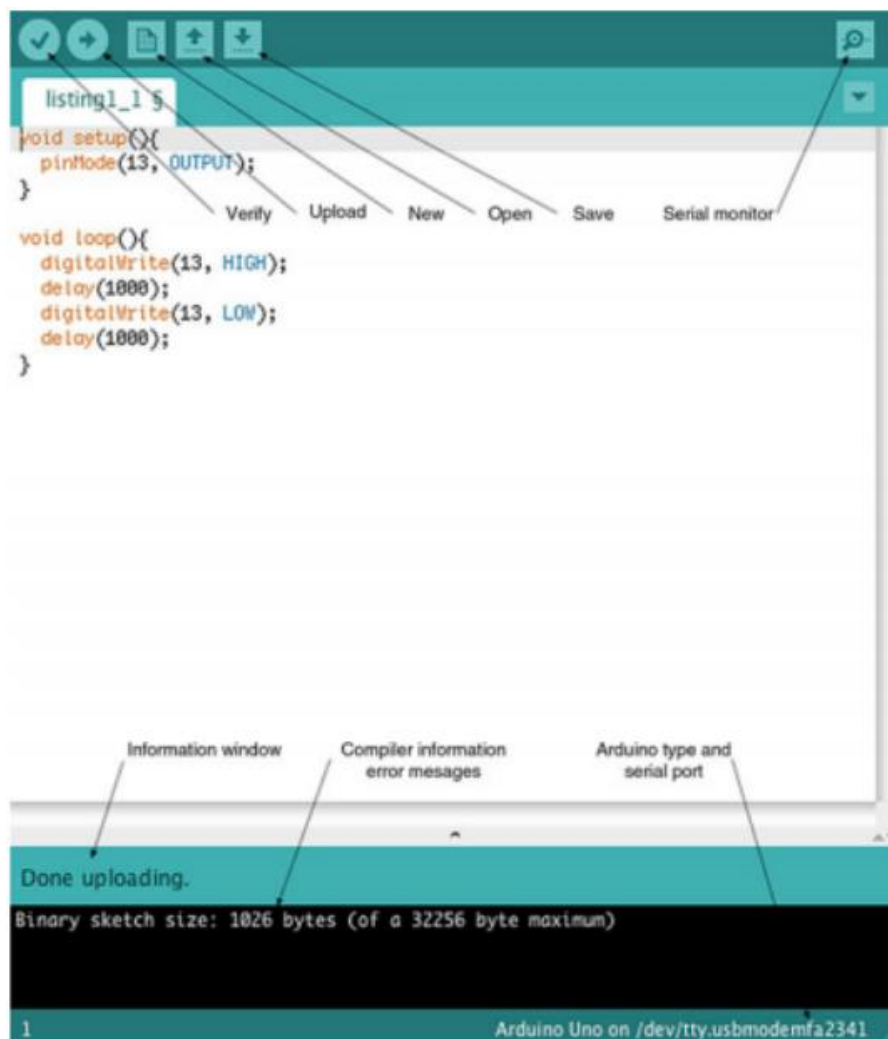 listing1_1 §
void setup(){
pinMode(13, OUTPUT);
}
Verify Upload New Open Save Serial monitor
void loop(){
digitalWrite(13, HIGH);
delay(1000);
digitalWrite(13, LOW);
delay(1000);
}
Information window
Compiler information
error mesages
Arduino type and
serial port
Done uploading.
Binary sketch size: 1026 bytes (of a 32256 byte maximum)
1
Arduino Uno on /dev/tty.usbmodemfa2341